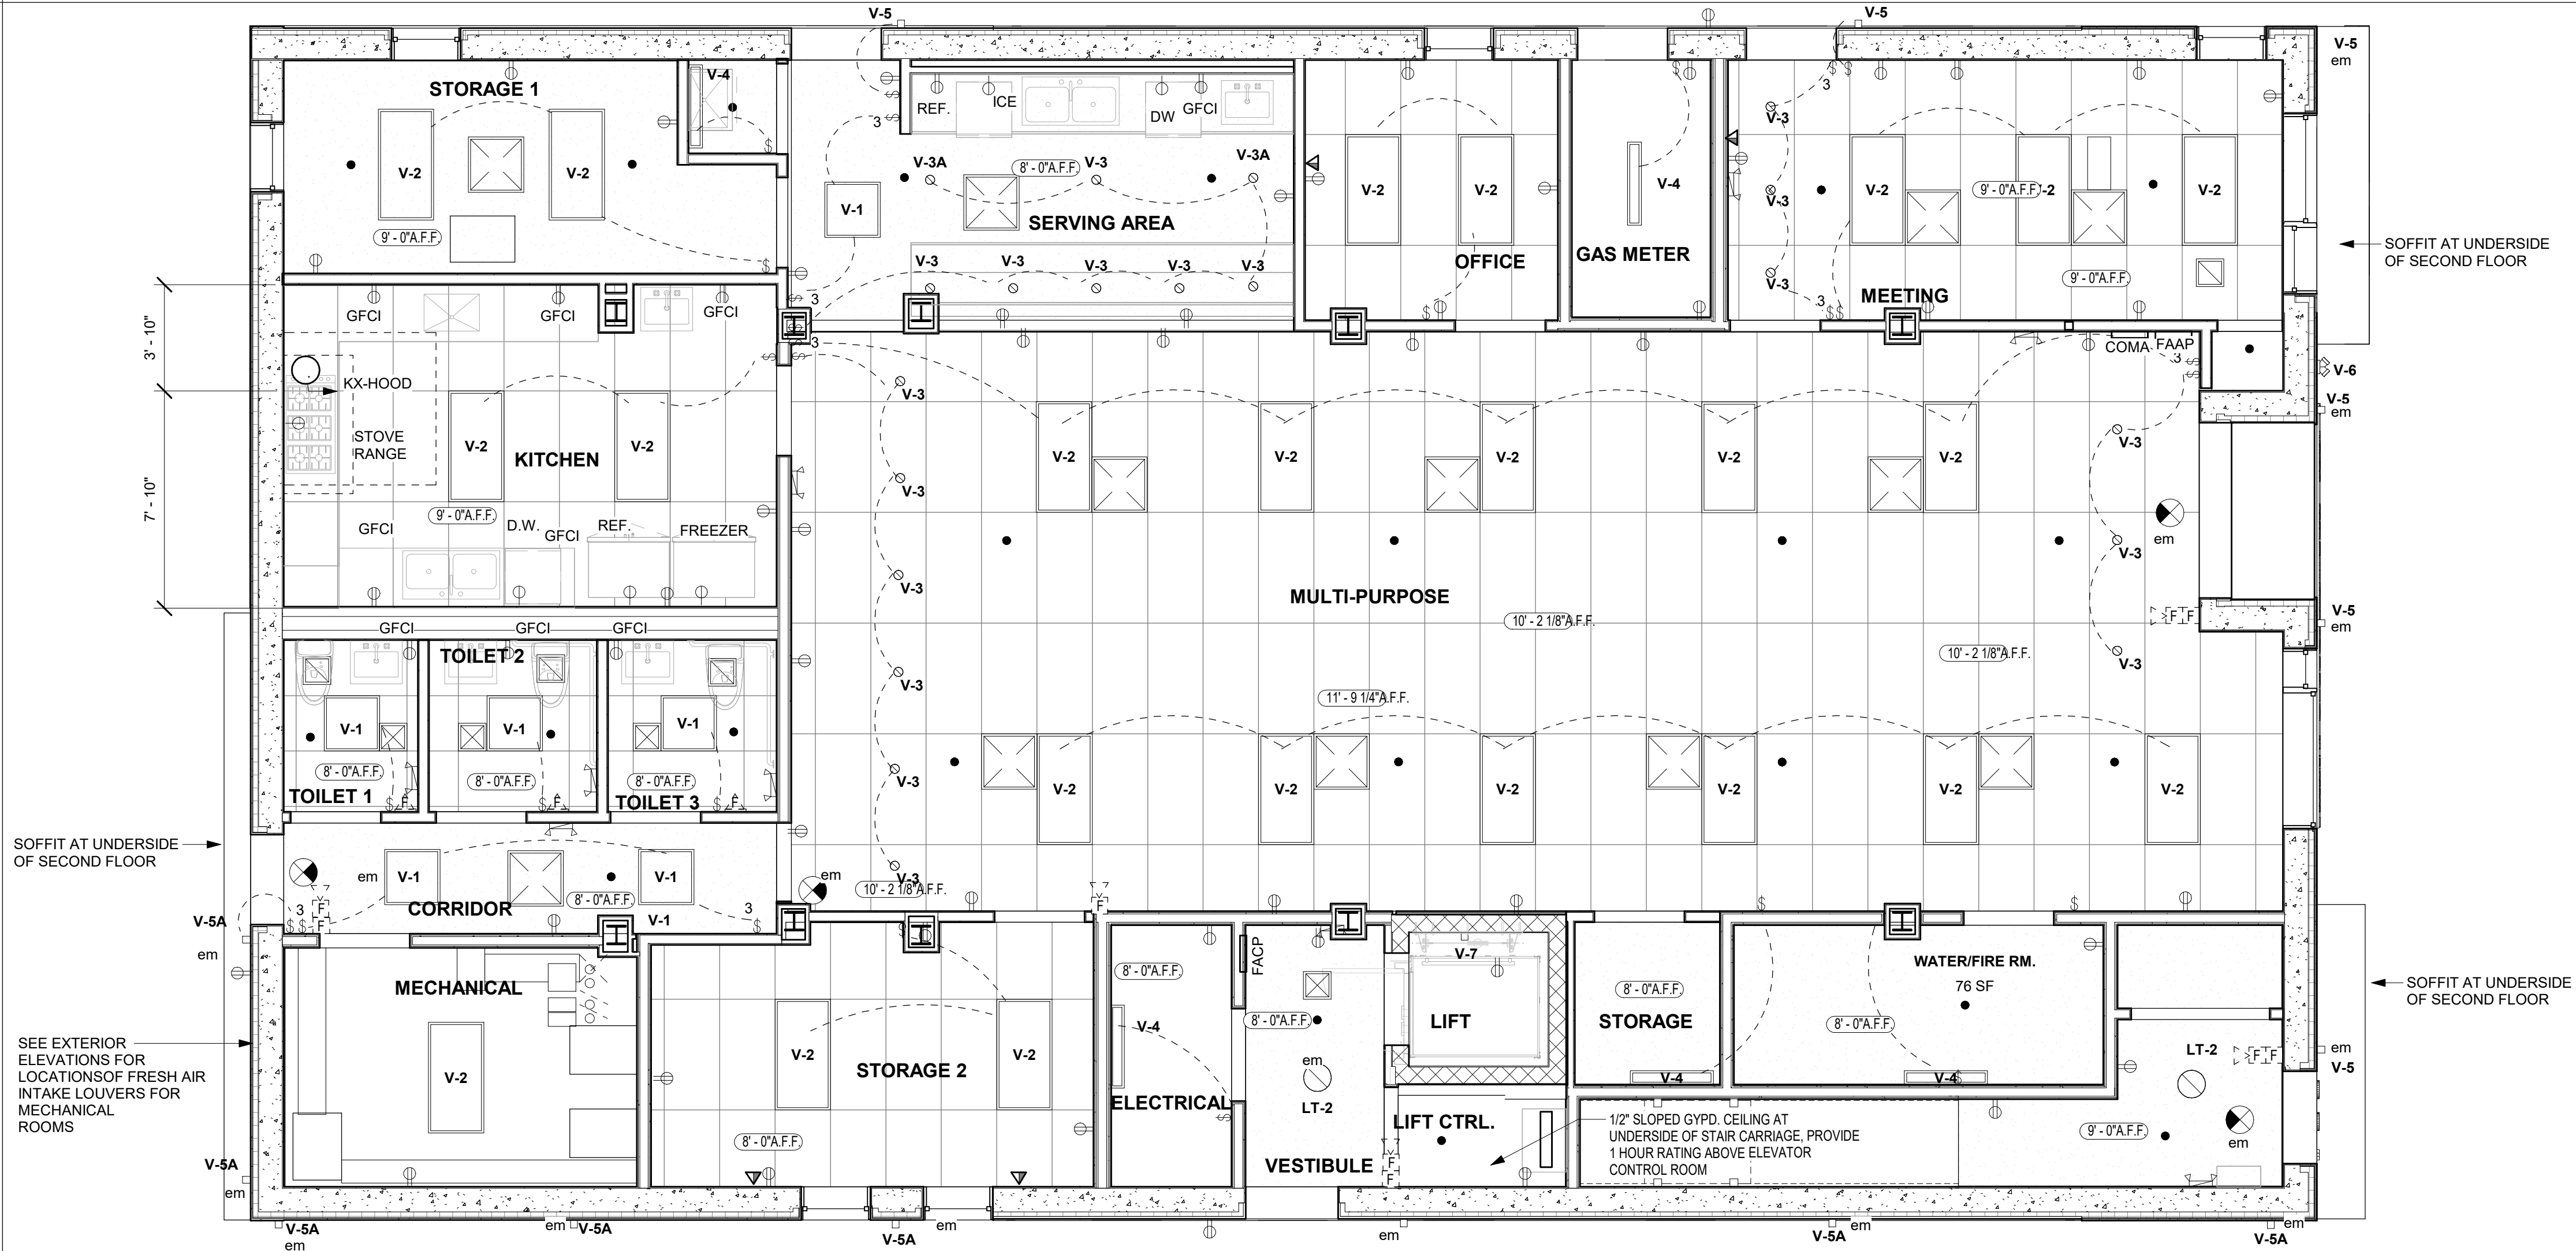 V-5
V-5
V-5
em
STORAGE 1
V-4
V-2
V-2
9' - 0"A.F.F.
REF.
ICE
DW
GFCI
3
V-3A
8' - 0"A.F.F.
V-3
V-3A
V-1
SERVING AREA
V-3
V-3
V-3
V-3
V-3
3
V-2
V-2
OFFICE
V-4
GAS METER
3
V-3
V-3
V-3
3
V-2
9' - 0"A.F.F.
V-2
9' - 0"A.F.F.
MEETING
SOFFIT AT UNDERSIDE
OF SECOND FLOOR
3' - 10"
7' - 10"
GFCI
GFCI
GFCI
KX-HOOD
STOVE
RANGE
V-2
V-2
KITCHEN
9' - 0"A.F.F.
GFCI
D.W.
GFCI
REF.
FREEZER
3
COMA
FAAP
3
V-6
V-5
em
V-3
V-3
V-3
V-3
V-3
V-3
V-2
V-2
V-2
V-2
V-2
V-3
V-3
V-3
em
MULTI-PURPOSE
10' - 2 1/8"A.F.F.
10' - 2 1/8"A.F.F.
11' - 9 1/4"A.F.F.
F
F
V-5
em
GFCI
GFCI
GFCI
TOILET 2
V-1
V-1
V-1
8' - 0"A.F.F.
8' - 0"A.F.F.
8' - 0"A.F.F.
TOILET 1
TOILET 3
F
F
F
V-2
V-2
V-2
V-2
V-2
V-2
SOFFIT AT UNDERSIDE
OF SECOND FLOOR
em
V-1
V-1
8' - 0"A.F.F.
CORRIDOR
V-1
3
3
F
F
em
10' - 2 1/8"A.F.F.
F
V-5A
em
MECHANICAL
V-2
SEE EXTERIOR
ELEVATIONS FOR
LOCATIONSOF FRESH AIR
INTAKE LOUVERS FOR
MECHANICAL
ROOMS
V-2
V-2
STORAGE 2
8' - 0"A.F.F.
8' - 0"A.F.F.
V-4
ELECTRICAL
FACP
8' - 0"A.F.F.
em
LT-2
VESTIBULE
V-7
LIFT
LIFT CTRL.
F
F
8' - 0"A.F.F.
STORAGE
V-4
WATER/FIRE RM.
76 SF
8' - 0"A.F.F.
V-4
1/2" SLOPED GYPD. CEILING AT
UNDERSIDE OF STAIR CARRIAGE, PROVIDE
1 HOUR RATING ABOVE ELEVATOR
CONTROL ROOM
LT-2
F
F
em
9' - 0"A.F.F.
em
V-5
SOFFIT AT UNDERSIDE
OF SECOND FLOOR
V-5A
em
V-5A
em
em
V-5A
V-5A
em
em
V-5A
em
V-5A
em